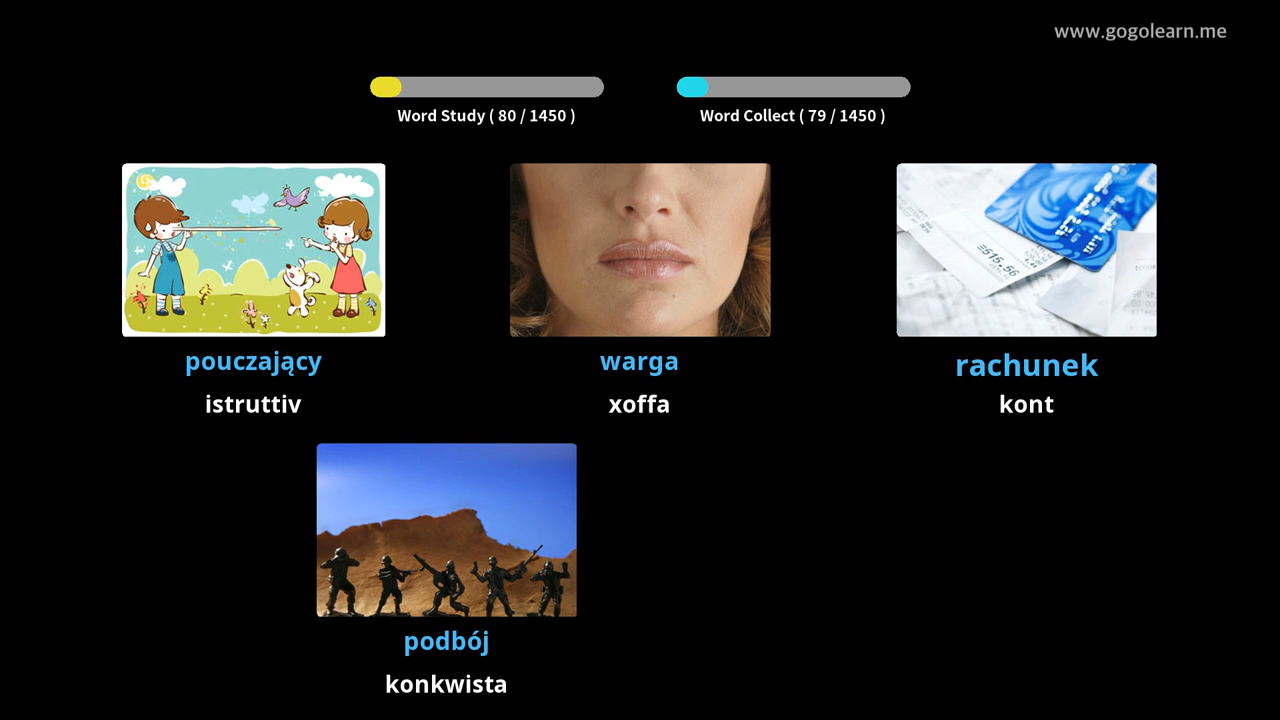 www.gogolearn.me
Word Study ( 80 / 1450 )
Word Collect ( 79 / 1450 )
pouczający
istruttiv
warga
xoffa
rachunek
kont
podbój
konkwista